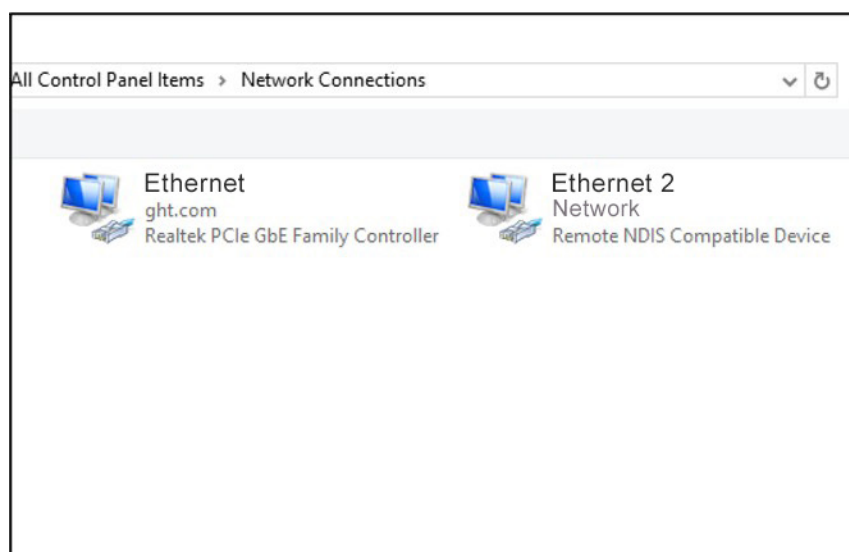 All Control Panel Items > Network Connections
Ethernet
ght.com
Realtek PCIe GbE Family Controller
Ethernet 2
Network
Remote NDIS Compatible Device